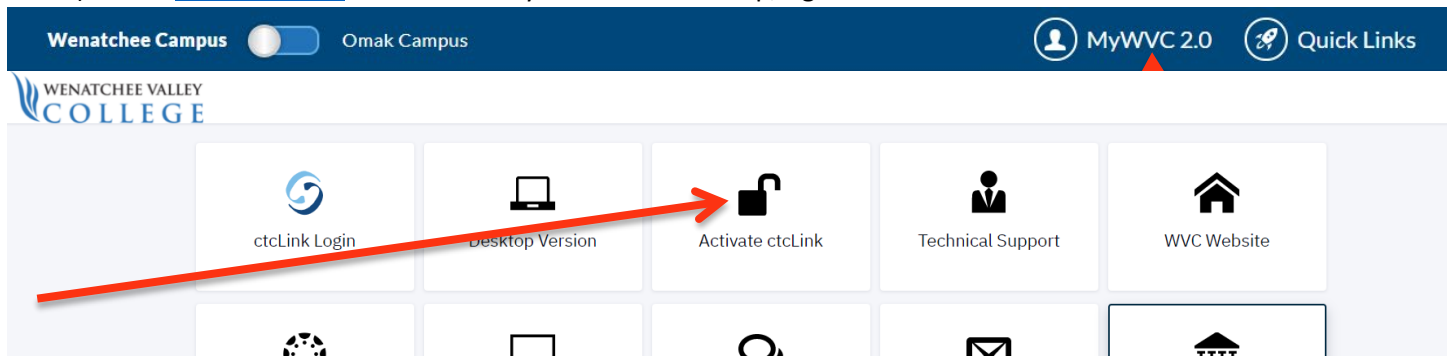 Wenatchee Campus Omak Campus MyWVC 2.0 Quick Links
WENATCHEE VALLEY
COLLEGE
ctcLink Login Desktop Version Activate ctcLink Technical Support WVC Website